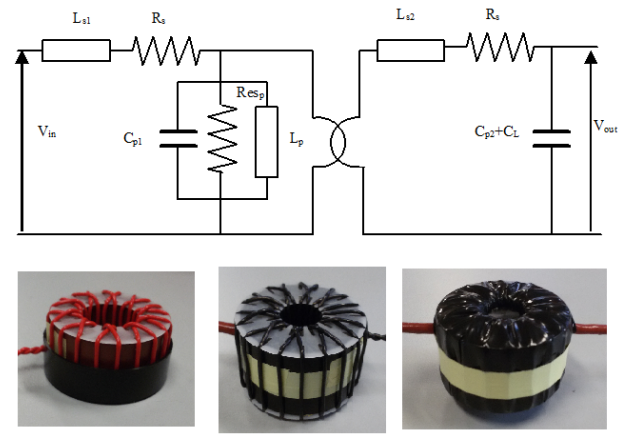 Ls1
Rs
Ls2
Rs
Vin
Cp1
Resp
Lp
Cp2+CL
Vout